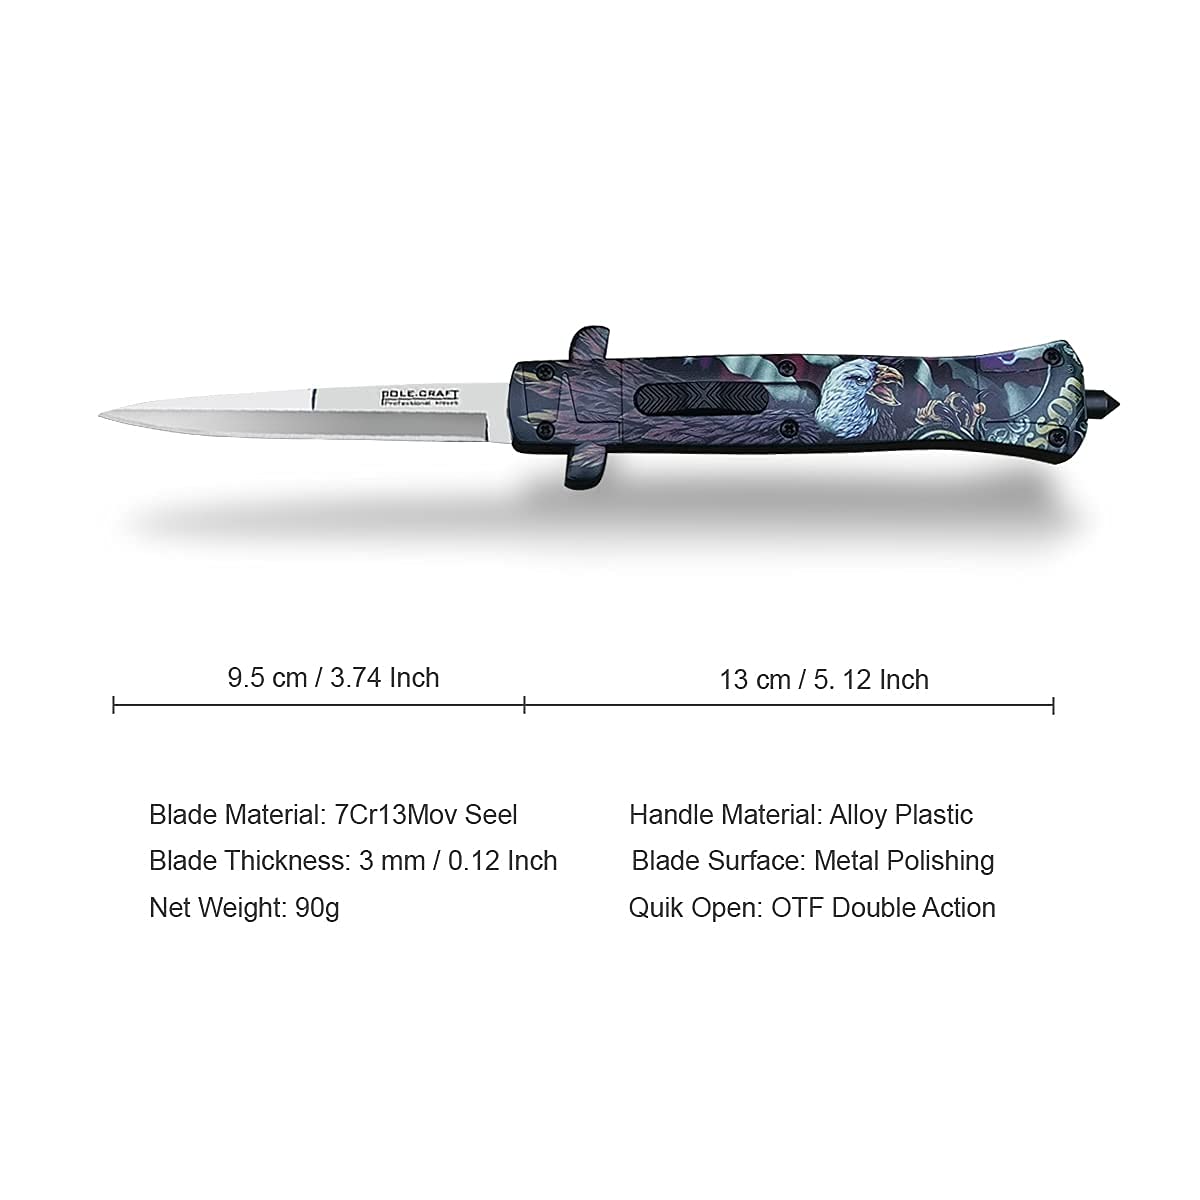 POLE.CRAFT
Professional knives
9.5 cm / 3.74 Inch
13 cm / 5. 12 Inch
Blade Material: 7Cr13Mov Seel
Handle Material: Alloy Plastic
Blade Thickness: 3 mm / 0.12 Inch
Blade Surface: Metal Polishing
Net Weight: 90g
Quik Open: OTF Double Action